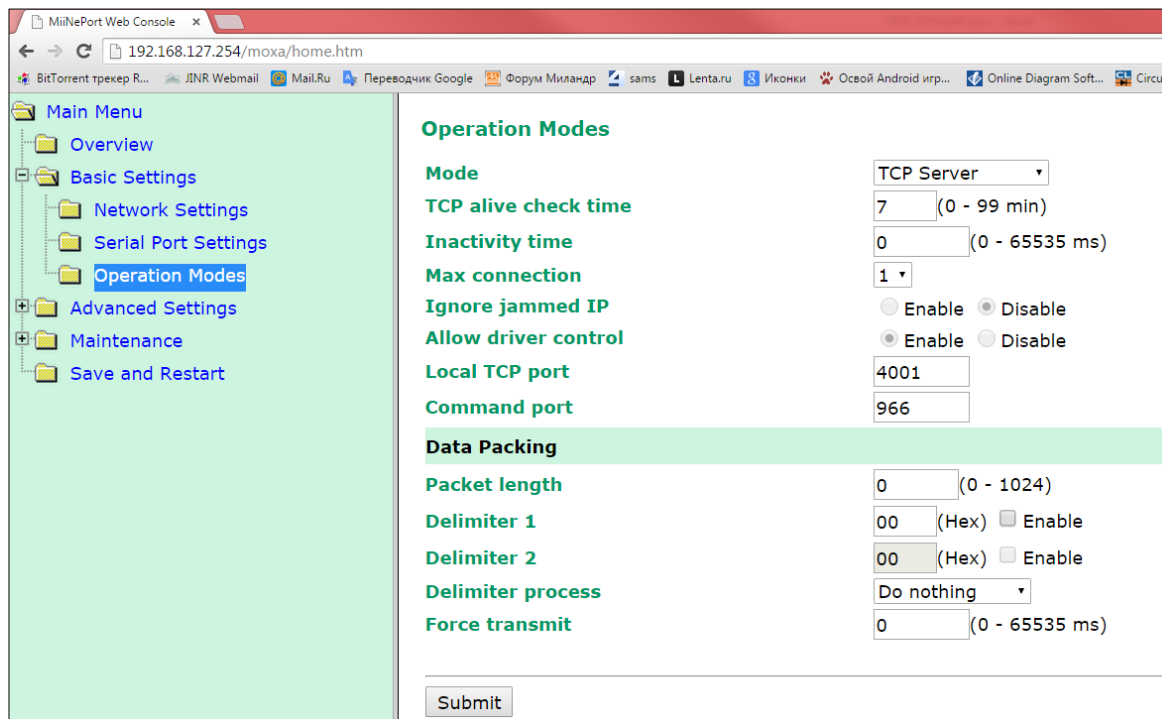 MiiNePort Web Console
192.168.127.254/moxa/home.htm
BitTorrent трекер R... JINR Webmail Mail.Ru Переводчик Google Форум Миландр sams Lenta.ru Иконки Освой Android игр... Online Diagram Soft... Circu
Main Menu
Overview
Basic Settings
Network Settings
Serial Port Settings
Operation Modes
Advanced Settings
Maintenance
Save and Restart
Operation Modes
Mode TCP Server
TCP alive check time 7 (0 - 99 min)
Inactivity time 0 (0 - 65535 ms)
Max connection 1
Ignore jammed IP Enable Disable
Allow driver control Enable Disable
Local TCP port 4001
Command port 966
Data Packing
Packet length 0 (0 - 1024)
Delimiter 1 00 (Hex) Enable
Delimiter 2 00 (Hex) Enable
Delimiter process Do nothing
Force transmit 0 (0 - 65535 ms)
Submit